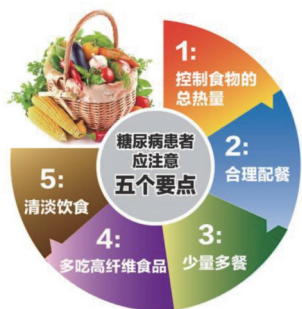 糖尿病患者
应注意
五个要点
1:
控制食物的
总热量
2:
合理配餐
3:
少量多餐
4:
多吃高纤维食品
5:
清淡饮食